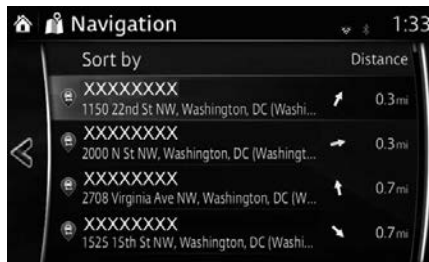 Navigation 1:33
Sort by Distance
XXXXXXXX
1150 22nd St NW, Washington, DC (Washi... 0.3mi
XXXXXXXX
2000 N St NW, Washington, DC (Washingt... 0.3mi
XXXXXXXX
2708 Virginia Ave NW, Washington, DC (W... 0.7mi
XXXXXXXX
1525 15th St NW, Washington, DC (Washi... 0.7mi